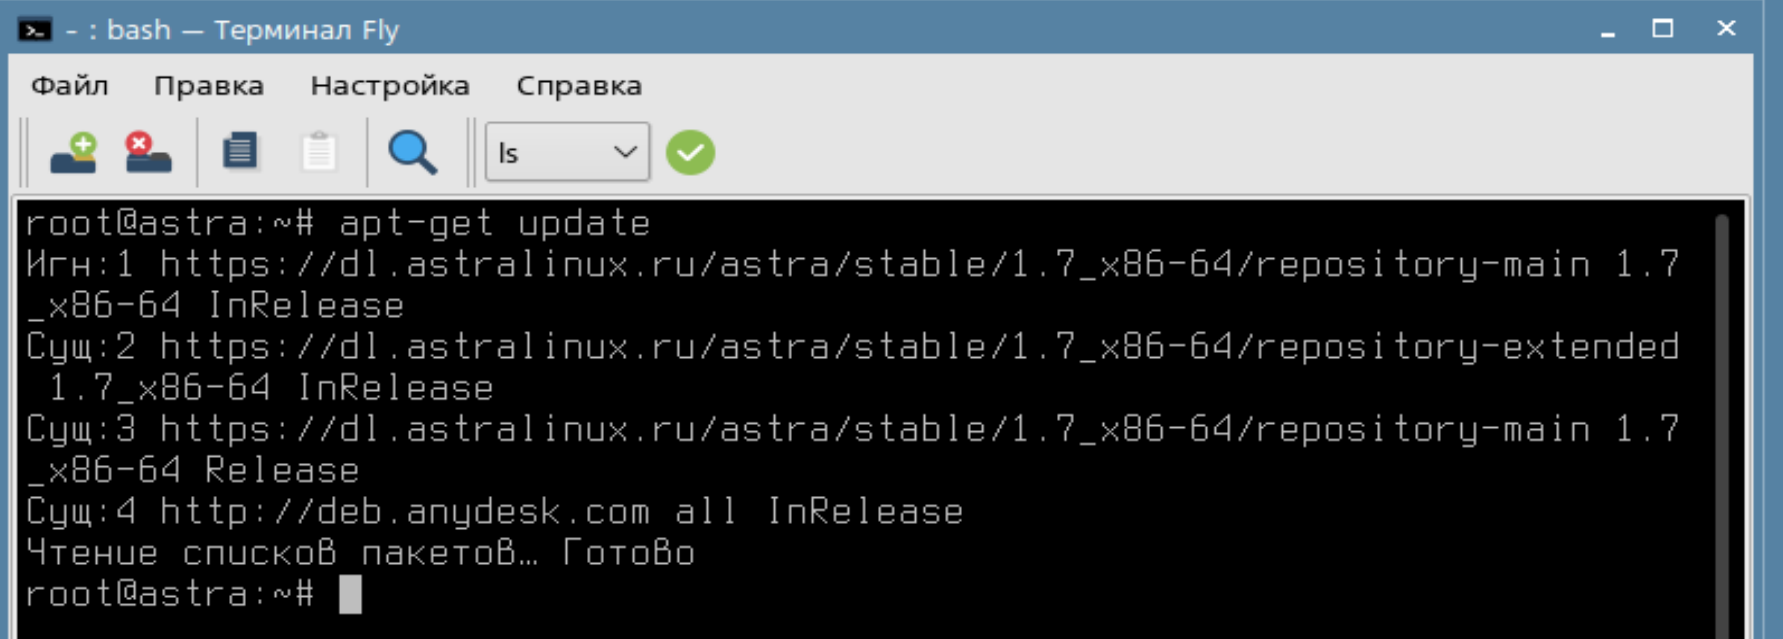 - : bash — Терминал Fly
Файл Правка Настройка Справка
ls
root@astra:~# apt-get update
Игн:1 https://dl.astralinux.ru/astra/stable/1.7_x86-64/repository-main 1.7
_x86-64 InRelease
Сущ:2 https://dl.astralinux.ru/astra/stable/1.7_x86-64/repository-extended
 1.7_x86-64 InRelease
Сущ:3 https://dl.astralinux.ru/astra/stable/1.7_x86-64/repository-main 1.7
_x86-64 Release
Сущ:4 http://deb.anydesk.com all InRelease
Чтение списков пакетов… Готово
root@astra:~#